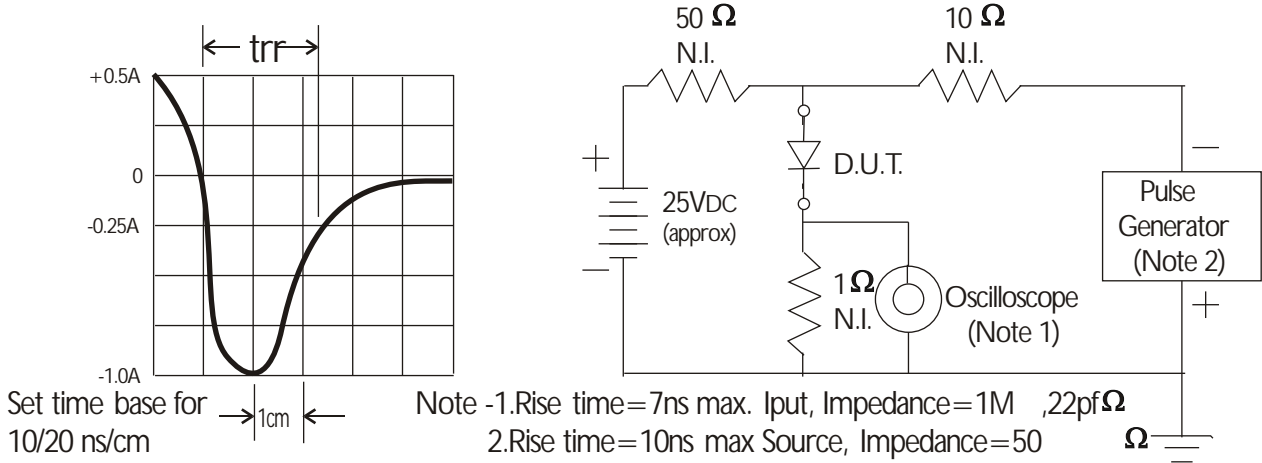 trr
+0.5A
0
-0.25A
-1.0A
1cm
Set time base for
10/20 ns/cm
50 Ω
N.I.
10 Ω
N.I.
+
25VDC
(approx)
−
D.U.T.
1Ω
N.I.
Oscilloscope
(Note 1)
−
Pulse
Generator
(Note 2)
+
Note -1.Rise time=7ns max. Iput, Impedance=1M ,22pfΩ
2.Rise time=10ns max Source, Impedance=50 Ω